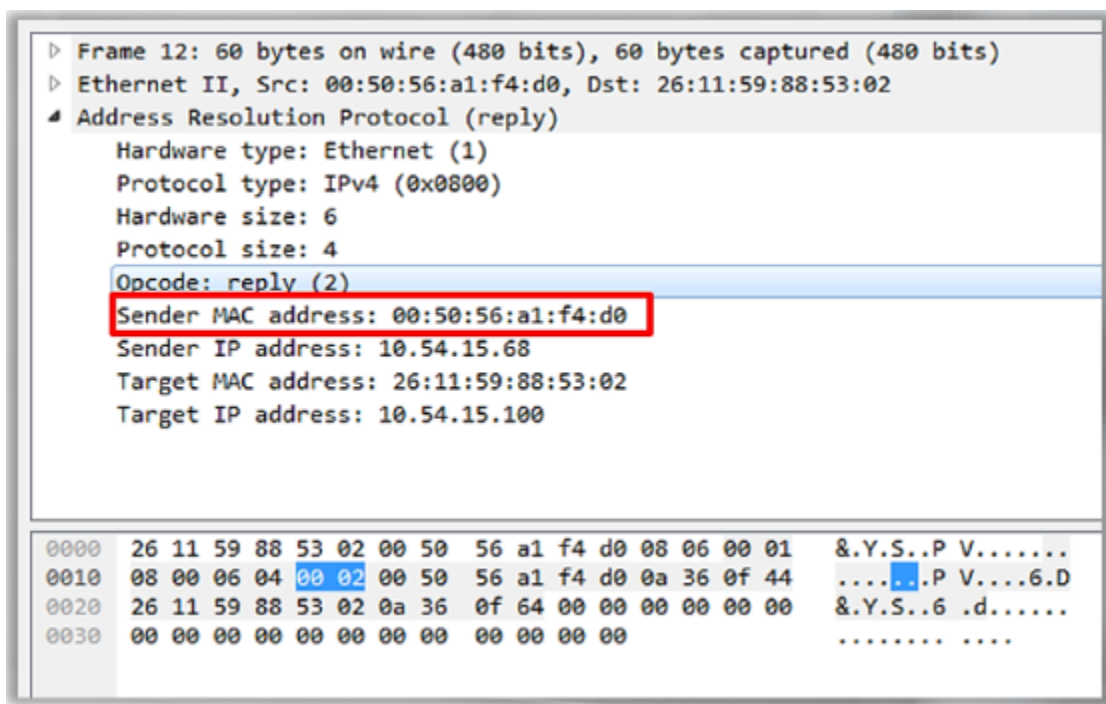 Frame 12: 60 bytes on wire (480 bits), 60 bytes captured (480 bits)
Ethernet II, Src: 00:50:56:a1:f4:d0, Dst: 26:11:59:88:53:02
Address Resolution Protocol (reply)
Hardware type: Ethernet (1)
Protocol type: IPv4 (0x0800)
Hardware size: 6
Protocol size: 4
Opcode: reply (2)
Sender MAC address: 00:50:56:a1:f4:d0
Sender IP address: 10.54.15.68
Target MAC address: 26:11:59:88:53:02
Target IP address: 10.54.15.100
0000 26 11 59 88 53 02 00 50 56 a1 f4 d0 08 06 00 01 &.Y.S..P V.......
0010 08 00 06 04 00 02 00 50 56 a1 f4 d0 0a 36 0f 44 .......P V....6.D
0020 26 11 59 88 53 02 0a 36 0f 64 00 00 00 00 00 00 &.Y.S..6 .d......
0030 00 00 00 00 00 00 00 00 00 00 00 00 ........ ....